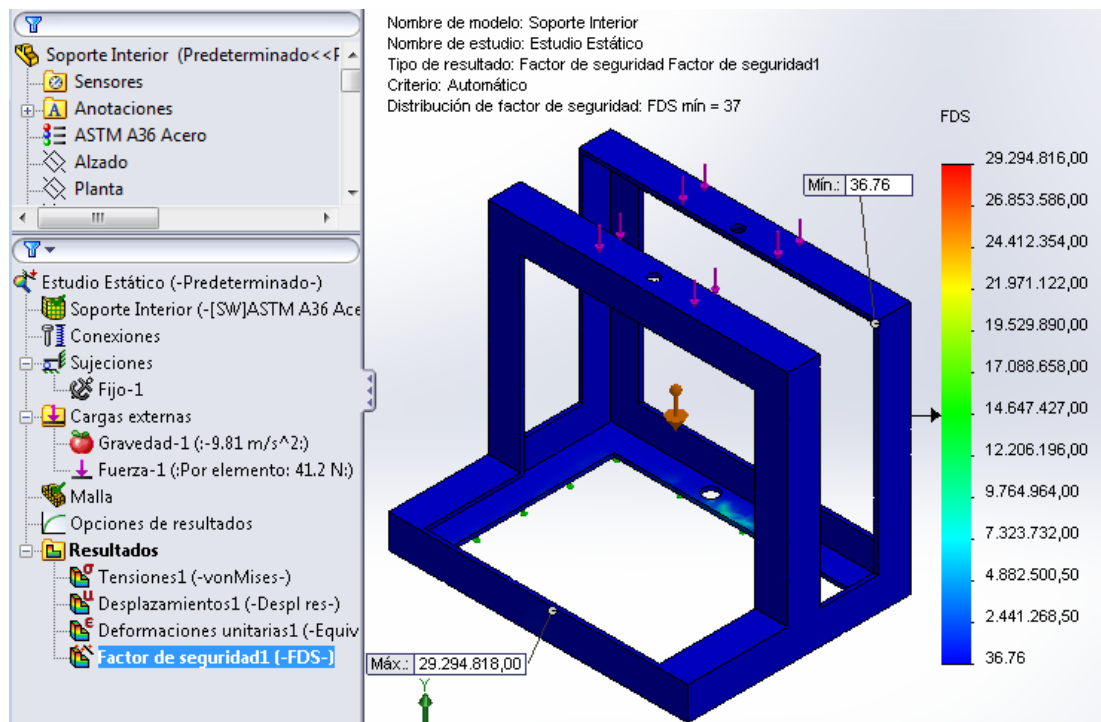 Soporte Interior (Predeterminado<<F
Sensores
Anotaciones
ASTM A36 Acero
Alzado
Planta
Estudio Estático (-Predeterminado-)
Soporte Interior (-[SW]ASTM A36 Ace
Conexiones
Sujeciones
Fijo-1
Cargas externas
Gravedad-1 (:-9.81 m/s^2:)
Fuerza-1 (:Por elemento: 41.2 N:)
Malla
Opciones de resultados
Resultados
Tensiones1 (-vonMises-)
Desplazamientos1 (-Despl res-)
Deformaciones unitarias1 (-Equiv
Factor de seguridad1 (-FDS-)
Nombre de modelo: Soporte Interior
Nombre de estudio: Estudio Estático
Tipo de resultado: Factor de seguridad Factor de seguridad1
Criterio: Automático
Distribución de factor de seguridad: FDS mín = 37
Mín.: 36.76
Máx.: 29.294.818,00
Y
FDS
29.294.816,00
26.853.586,00
24.412.354,00
21.971.122,00
19.529.890,00
17.088.658,00
14.647.427,00
12.206.196,00
9.764.964,00
7.323.732,00
4.882.500,50
2.441.268,50
36.76